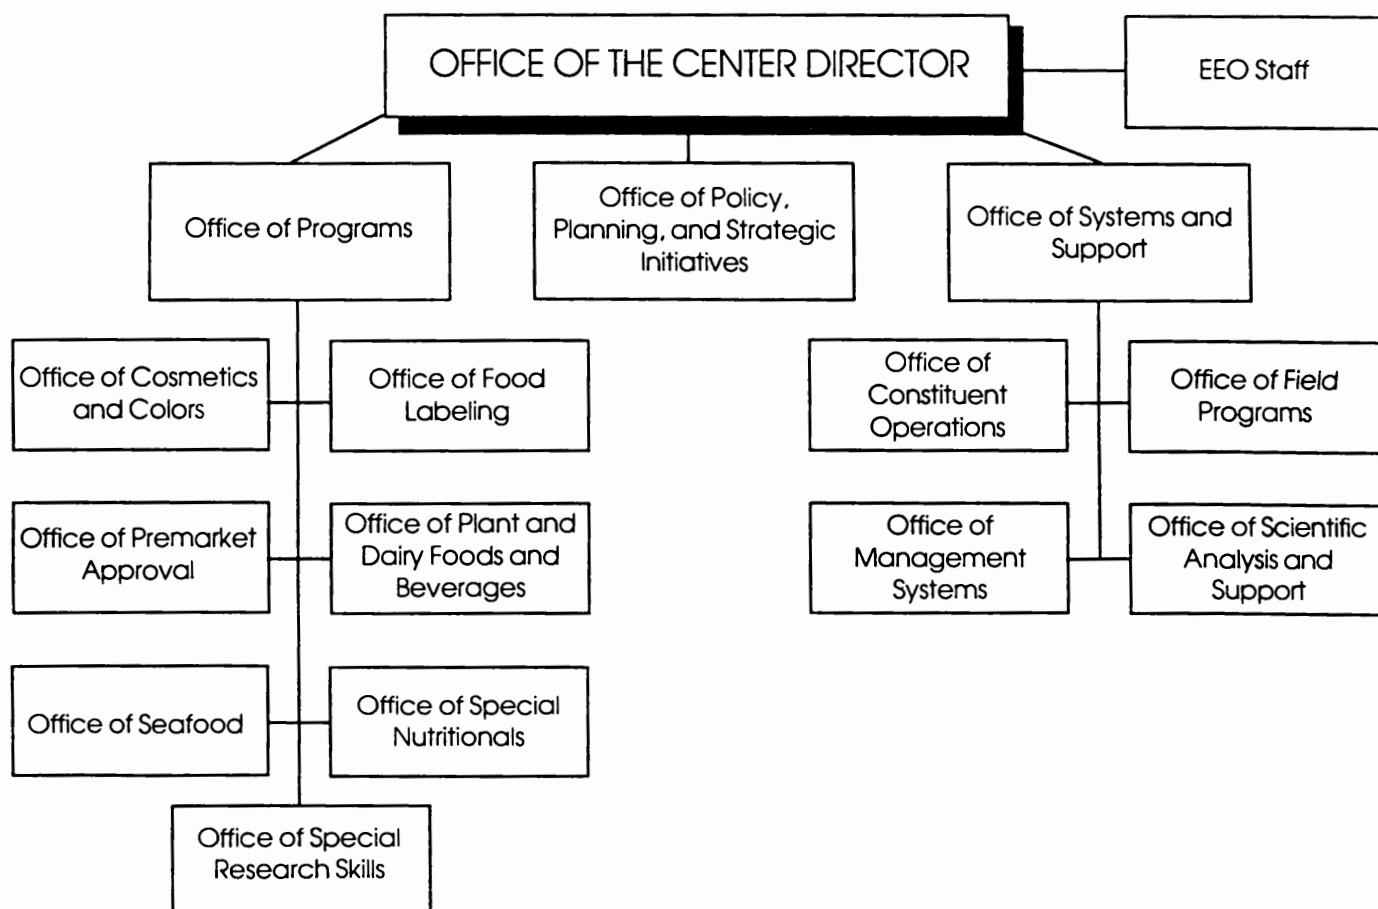 OFFICE OF THE CENTER DIRECTOR
EEO Staff
Office of Programs
Office of Policy,
Planning, and Strategic
Initiatives
Office of Systems and
Support
Office of Cosmetics
and Colors
Office of Food
Labeling
Office of
Constituent
Operations
Office of Field
Programs
Office of Premarket
Approval
Office of Plant and
Dairy Foods and
Beverages
Office of
Management
Systems
Office of Scientific
Analysis and
Support
Office of Seafood
Office of Special
Nutritionals
Office of Special
Research Skills